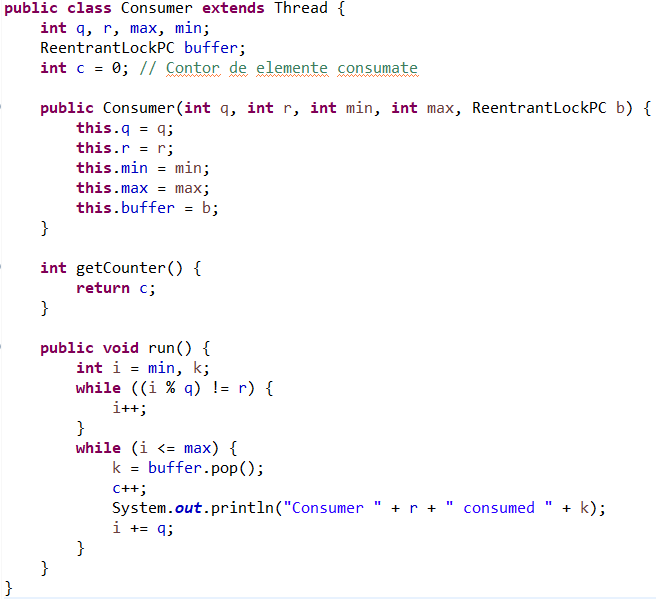 public class Consumer extends Thread {
    int q, r, max, min;
    ReentrantLockPC buffer;
    int c = 0; // Contor de elemente consumate

    public Consumer(int q, int r, int min, int max, ReentrantLockPC b) {
        this.q = q;
        this.r = r;
        this.min = min;
        this.max = max;
        this.buffer = b;
    }

    int getCounter() {
        return c;
    }

    public void run() {
        int i = min, k;
        while ((i % q) != r) {
            i++;
        }
        while (i <= max) {
            k = buffer.pop();
            c++;
            System.out.println("Consumer " + r + " consumed " + k);
            i += q;
        }
    }
}